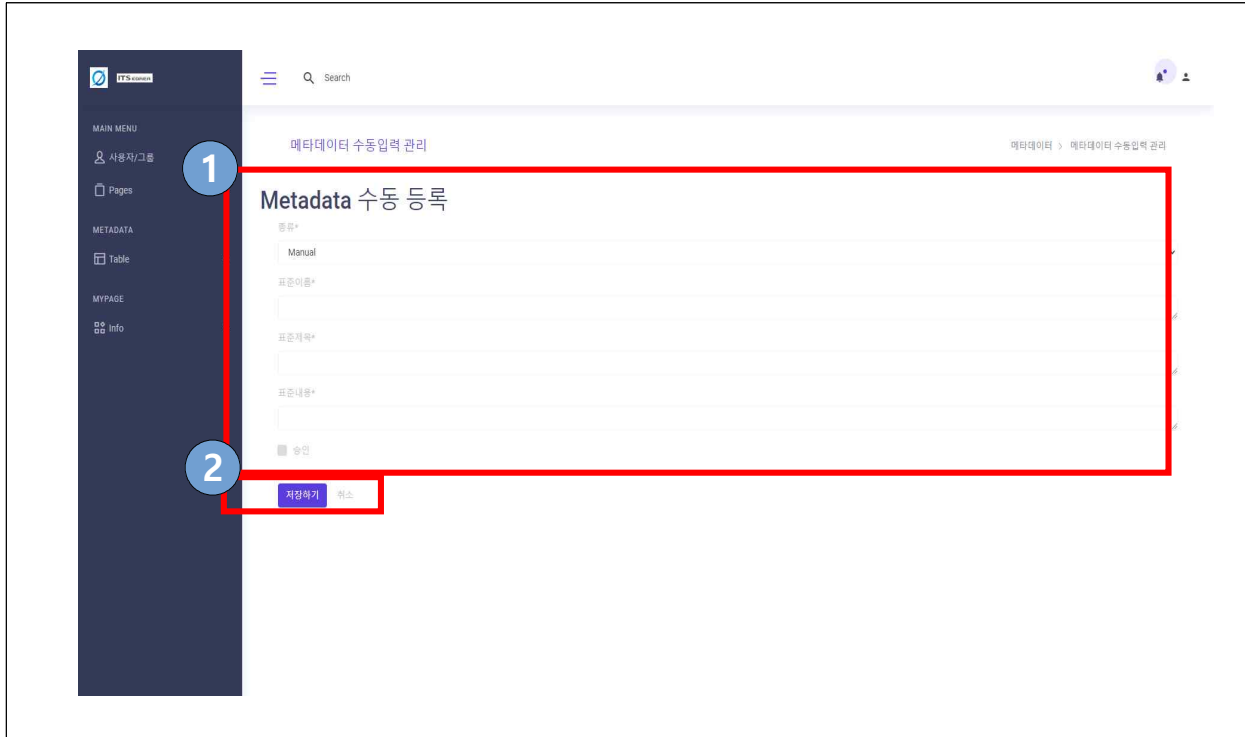 ITS KOREA
Search
MAIN MENU
사용자/그룹
Pages
METADATA
Table
MYPAGE
Info
메타데이터 수동입력 관리
메타데이터 > 메타데이터 수동입력 관리
1
Metadata 수동 등록
종류*
Manual
표준이름*
표준제목*
표준내용*
승인
2
저장하기 취소